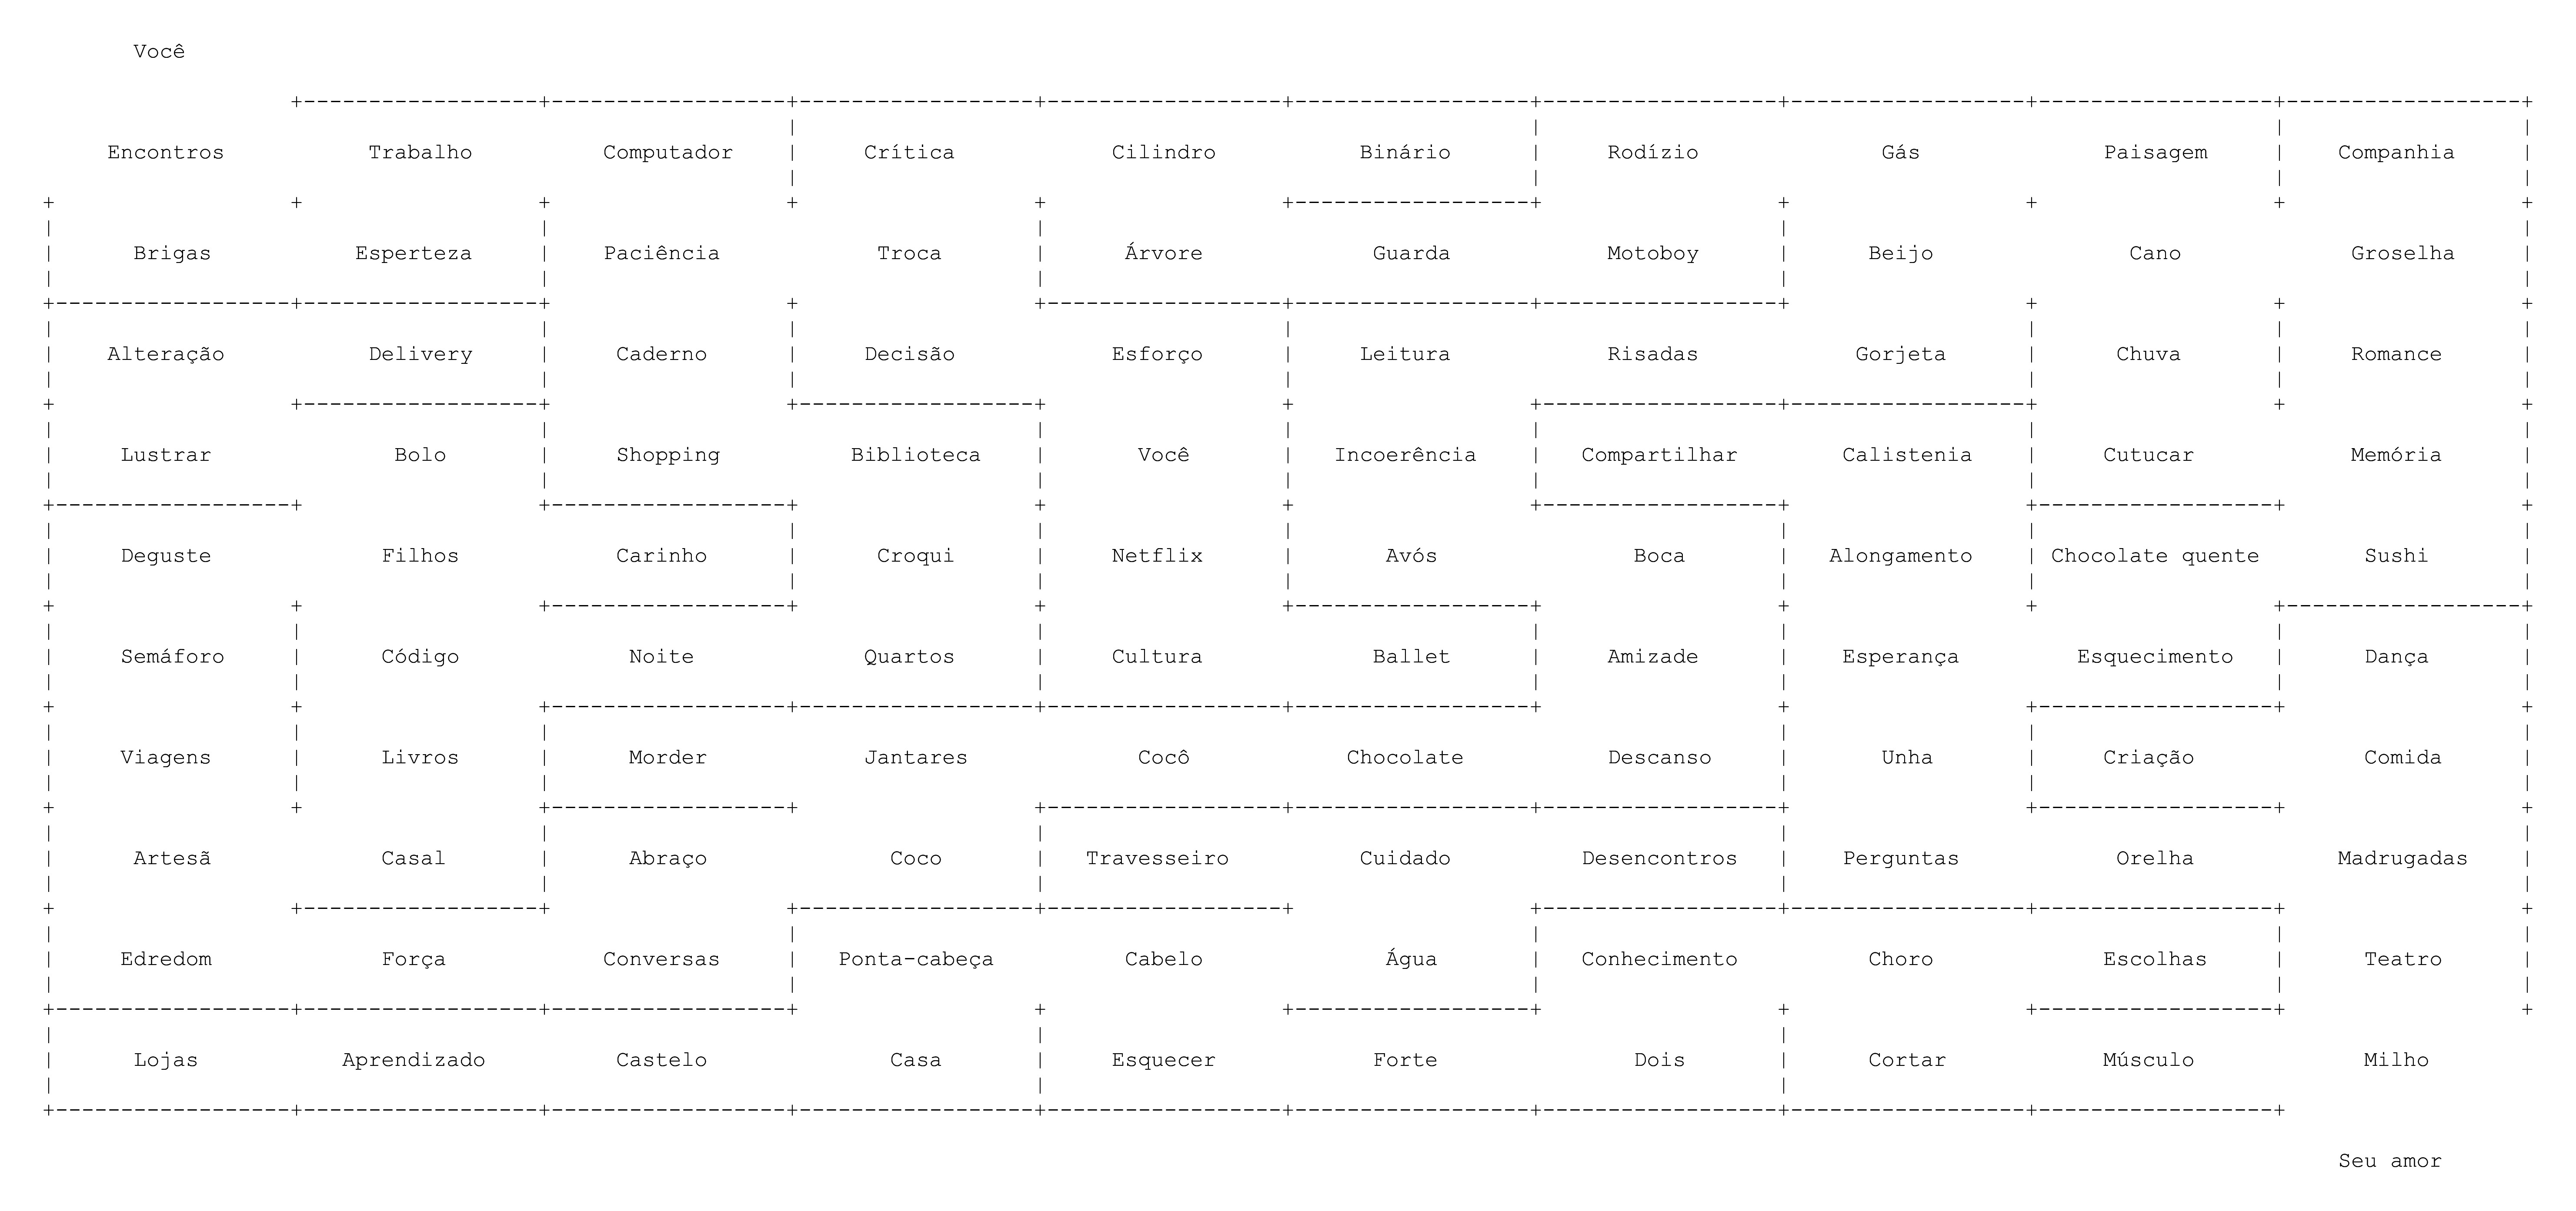 Você
Encontros Trabalho Computador Crítica Cilindro Binário Rodízio Gás Paisagem Companhia
Brigas Esperteza Paciência Troca Árvore Guarda Motoboy Beijo Cano Groselha
Alteração Delivery Caderno Decisão Esforço Leitura Risadas Gorjeta Chuva Romance
Lustrar Bolo Shopping Biblioteca Você Incoerência Compartilhar Calistenia Cutucar Memória
Deguste Filhos Carinho Croqui Netflix Avós Boca Alongamento Chocolate quente Sushi
Semáforo Código Noite Quartos Cultura Ballet Amizade Esperança Esquecimento Dança
Viagens Livros Morder Jantares Cocô Chocolate Descanso Unha Criação Comida
Artesã Casal Abraço Coco Travesseiro Cuidado Desencontros Perguntas Orelha Madrugadas
Edredom Força Conversas Ponta-cabeça Cabelo Água Conhecimento Choro Escolhas Teatro
Lojas Aprendizado Castelo Casa Esquecer Forte Dois Cortar Músculo Milho
Seu amor